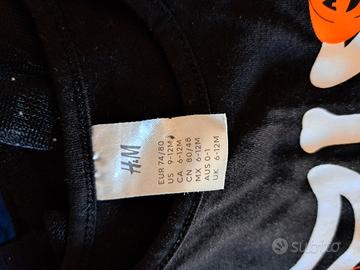 H&M
EUR 74/80
US 9-12M
CA 6-12M
CN 80/48
MX 6-12M
AUS 0-1
UK 6-12M
subito